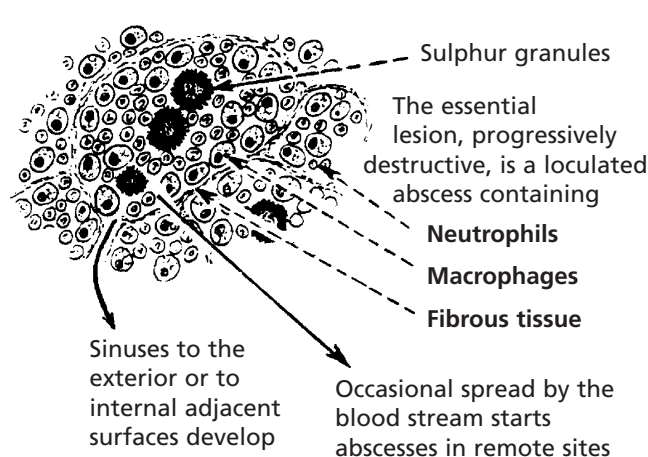 Sulphur granules
The essential
lesion, progressively
destructive, is a loculated
abscess containing
Neutrophils
Macrophages
Fibrous tissue
Sinuses to the
exterior or to
internal adjacent
surfaces develop
Occasional spread by the
blood stream starts
abscesses in remote sites